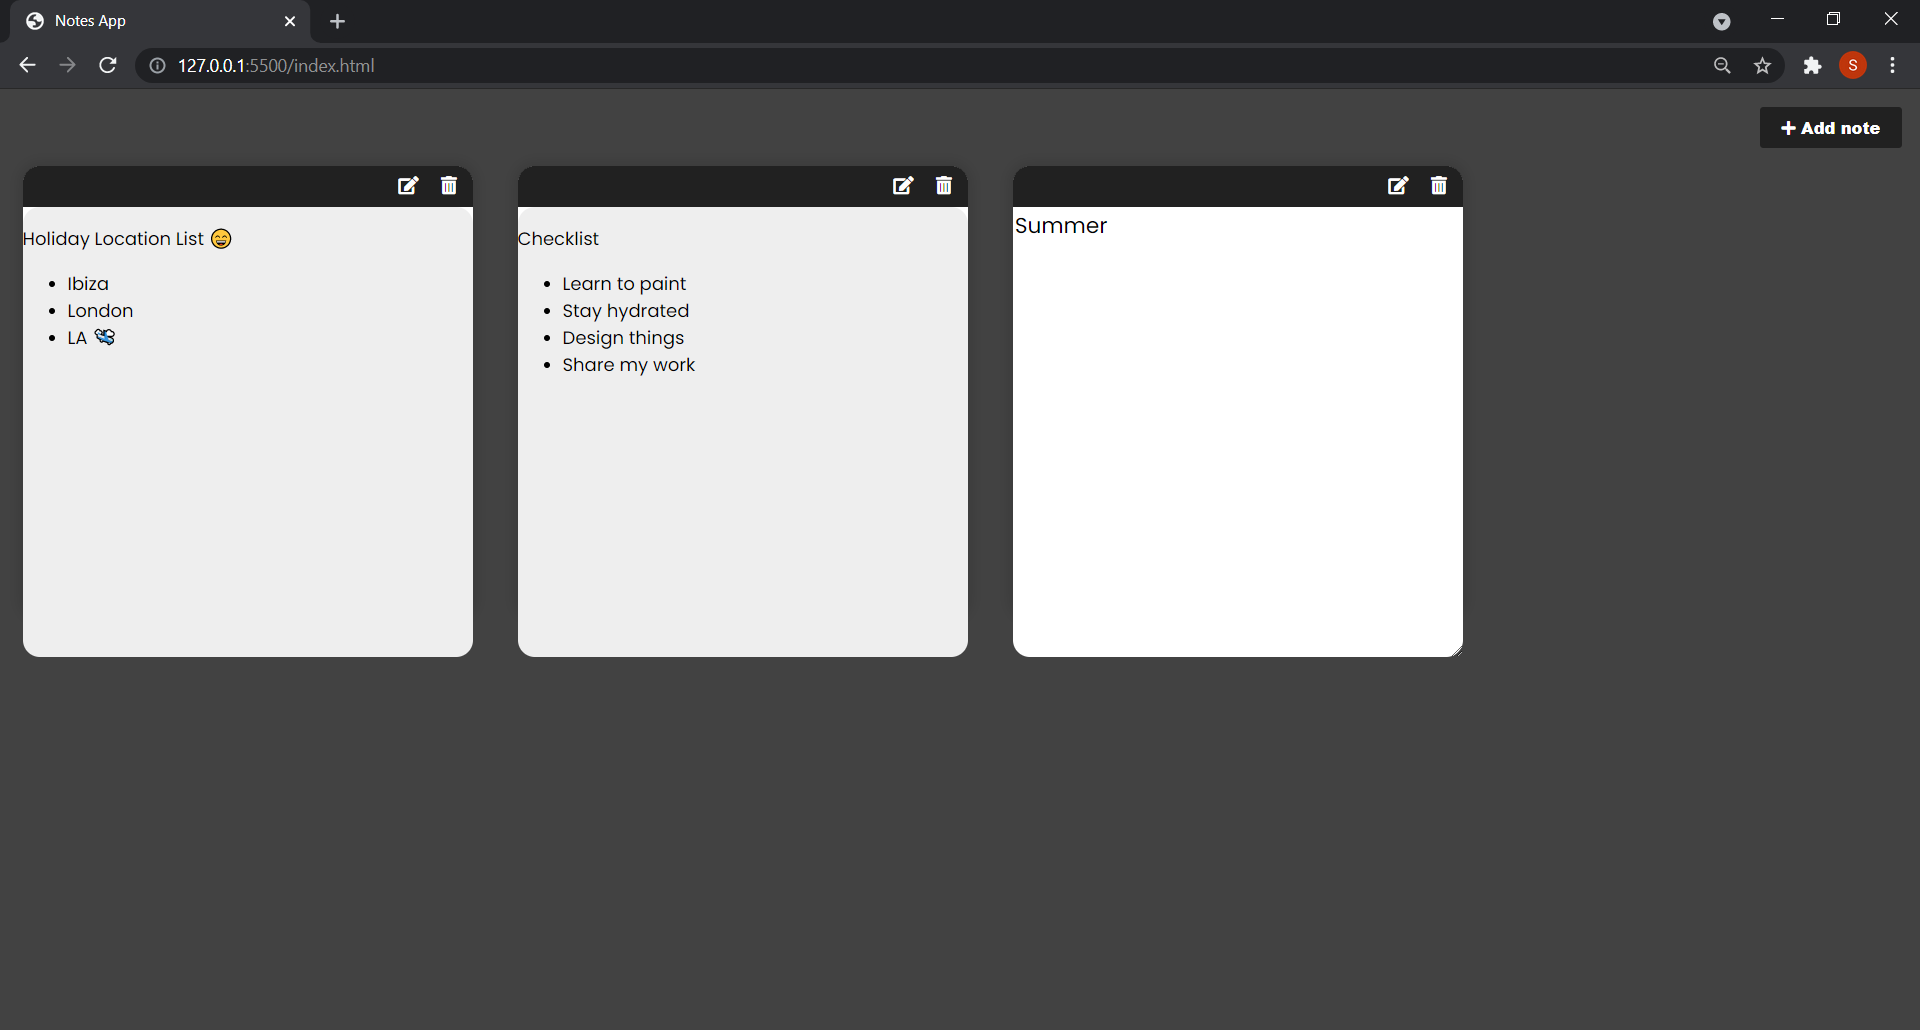 Notes App
127.0.0.1:5500/index.html
S
Add note
Holiday Location List 😄
• Ibiza
• London
• LA 🛩
Checklist
• Learn to paint
• Stay hydrated
• Design things
• Share my work
Summer